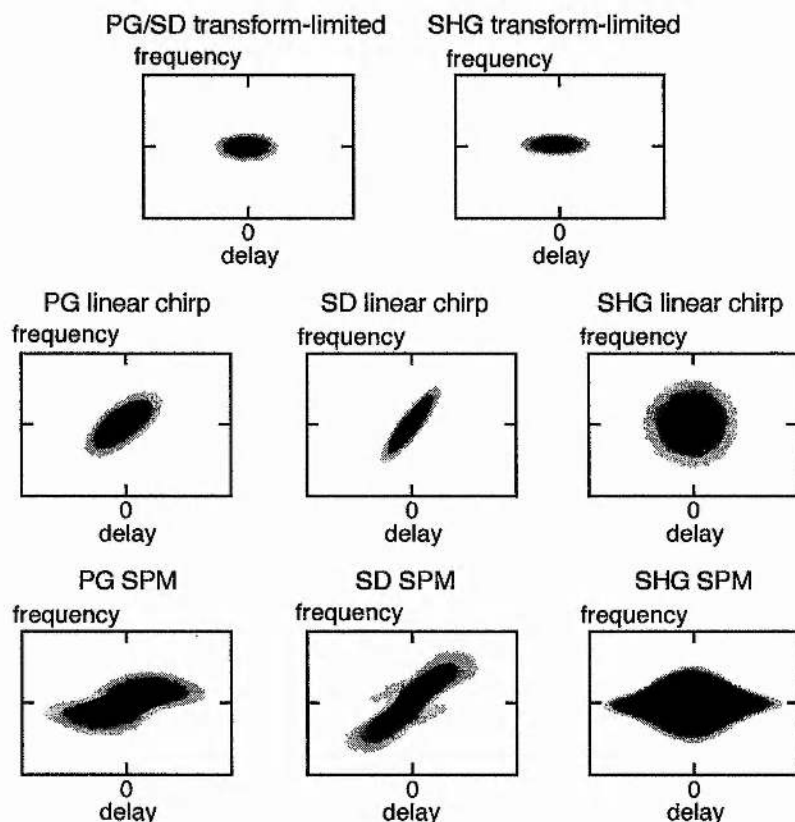 PG/SD transform-limited SHG transform-limited
frequency frequency
0 0
delay delay
PG linear chirp SD linear chirp SHG linear chirp
frequency frequency frequency
0 0 0
delay delay delay
PG SPM SD SPM SHG SPM
frequency frequency frequency
0 0 0
delay delay delay